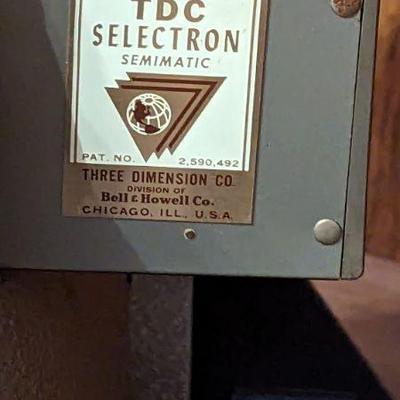 TDC
SELECTRON
SEMIMATIC
PAT. NO. 2,590,492
THREE DIMENSION CO.
DIVISION OF
Bell & Howell Co.
CHICAGO, ILL., U.S.A.